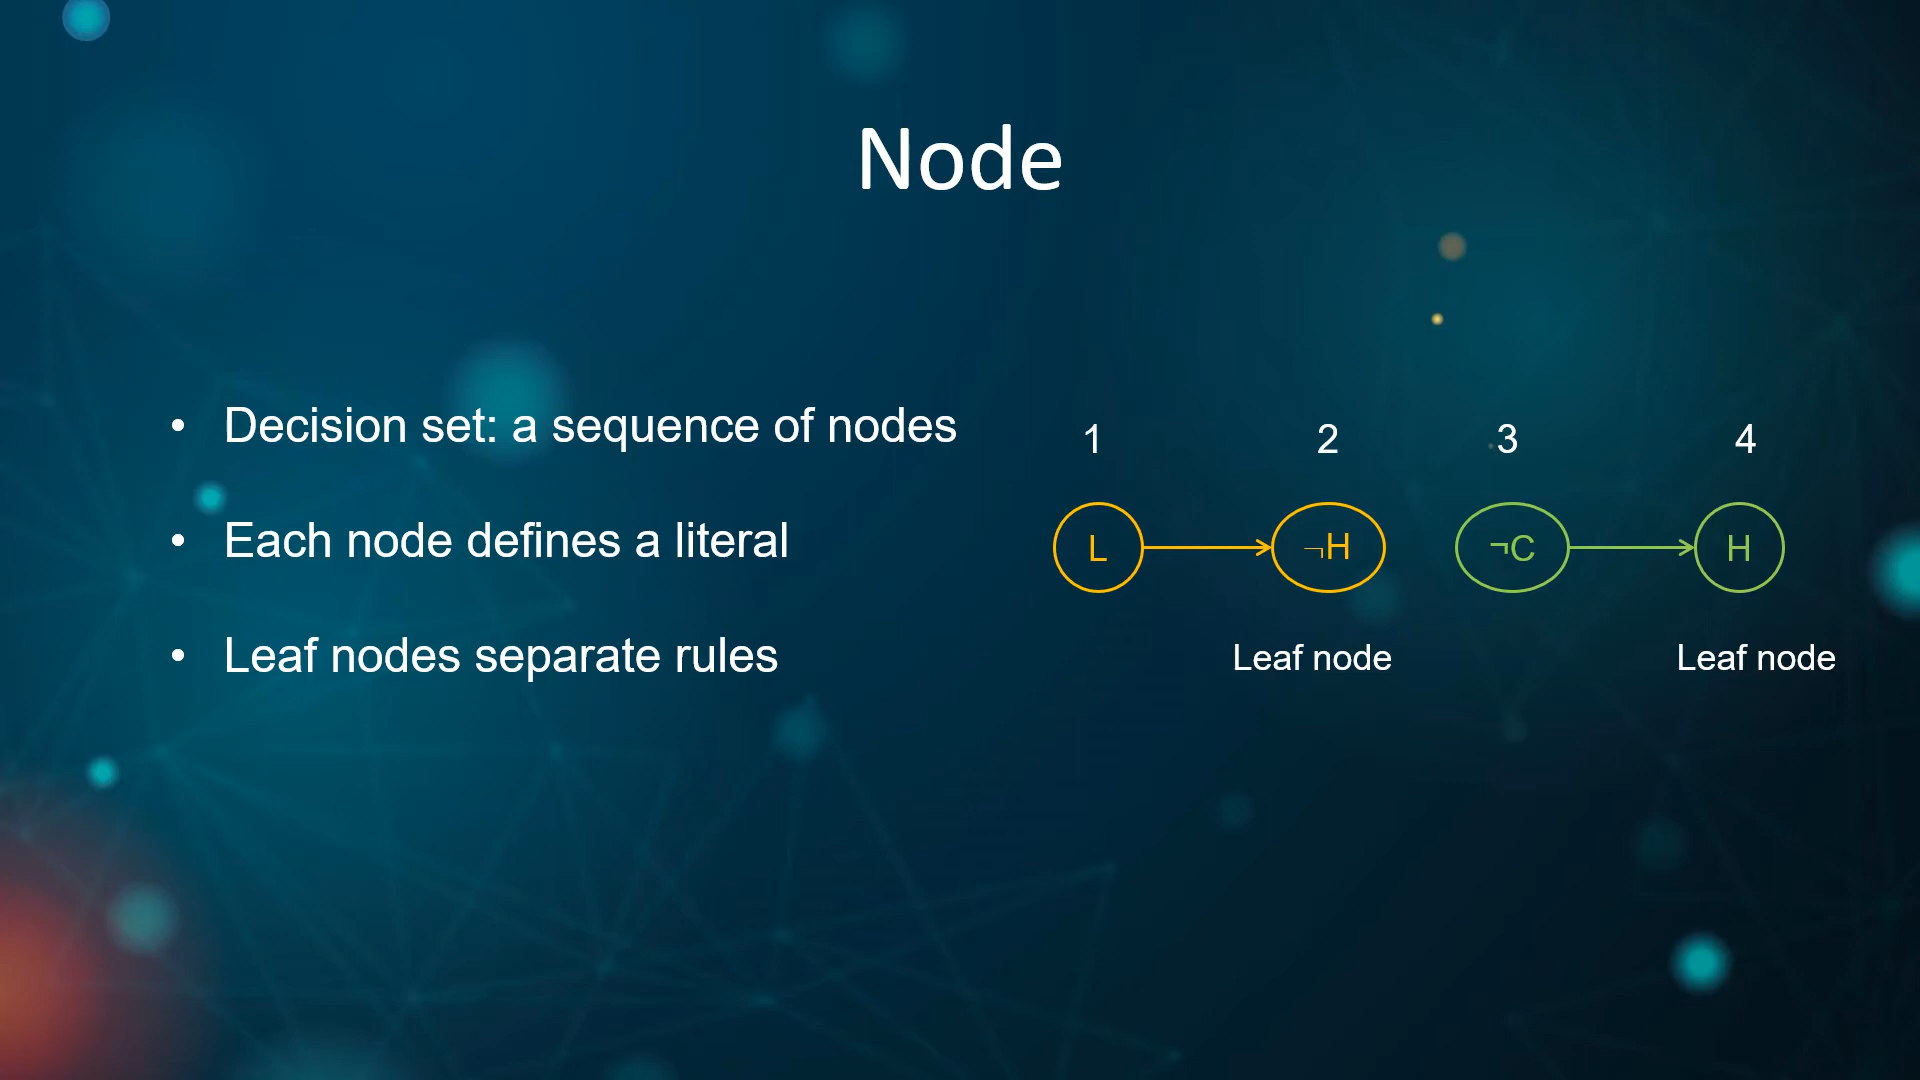 Node
• Decision set: a sequence of nodes
• Each node defines a literal
• Leaf nodes separate rules
1 2 3 4
L ¬H ¬C H
Leaf node Leaf node